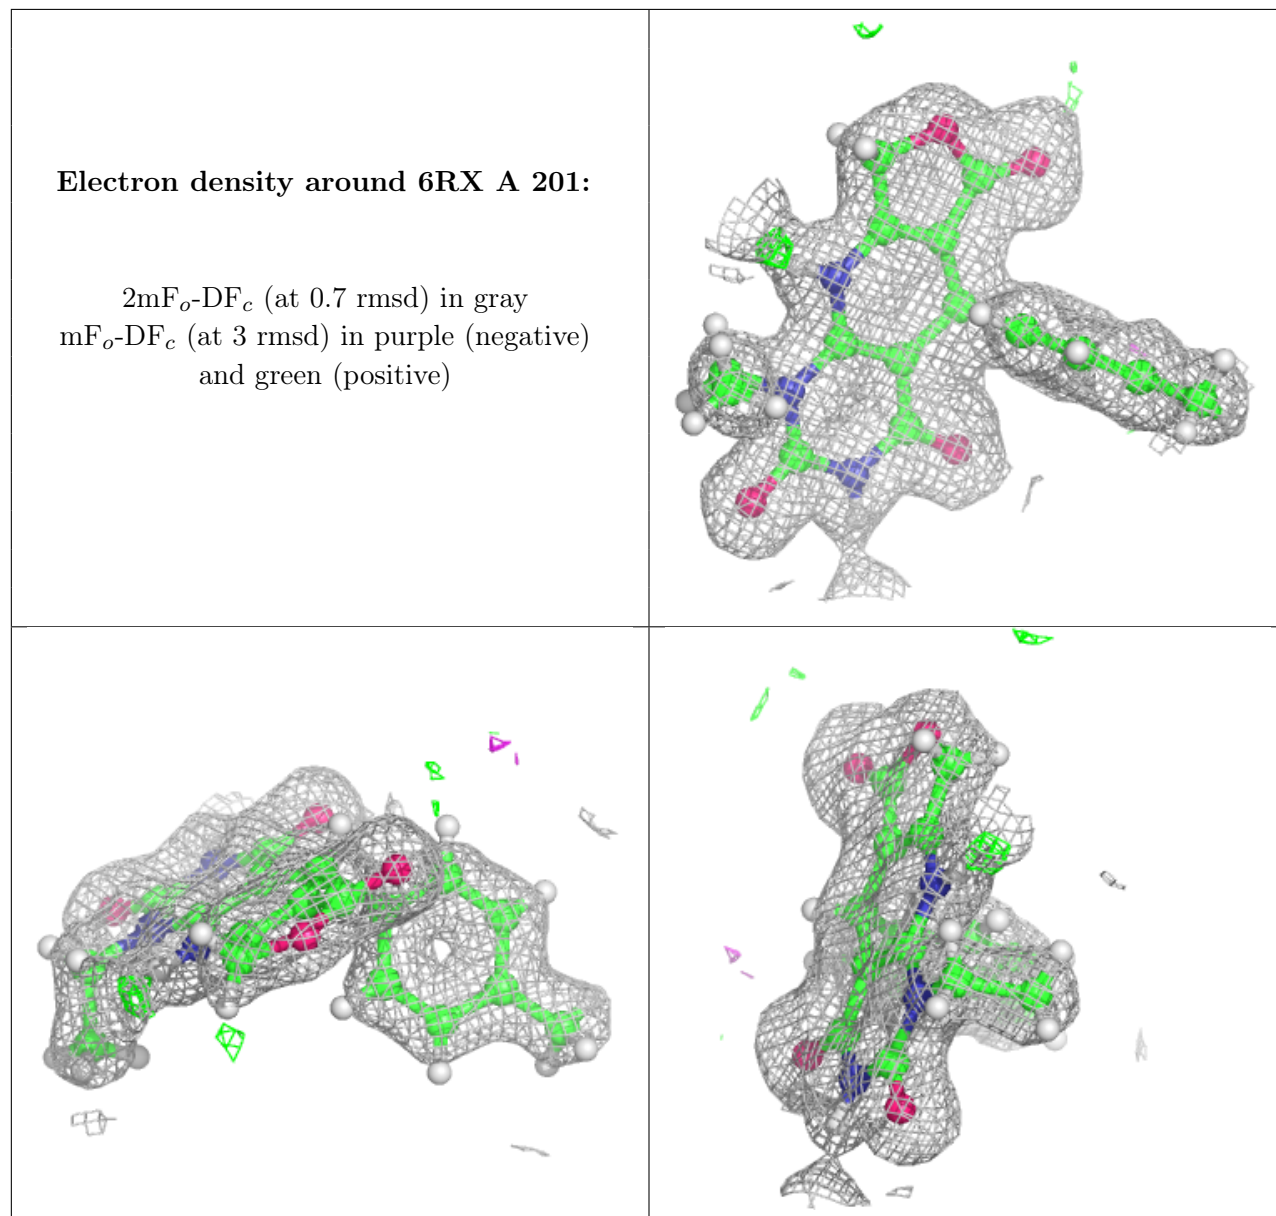 Electron density around 6RX A 201:
2mFo-DFc (at 0.7 rmsd) in gray
mFo-DFc (at 3 rmsd) in purple (negative)
and green (positive)